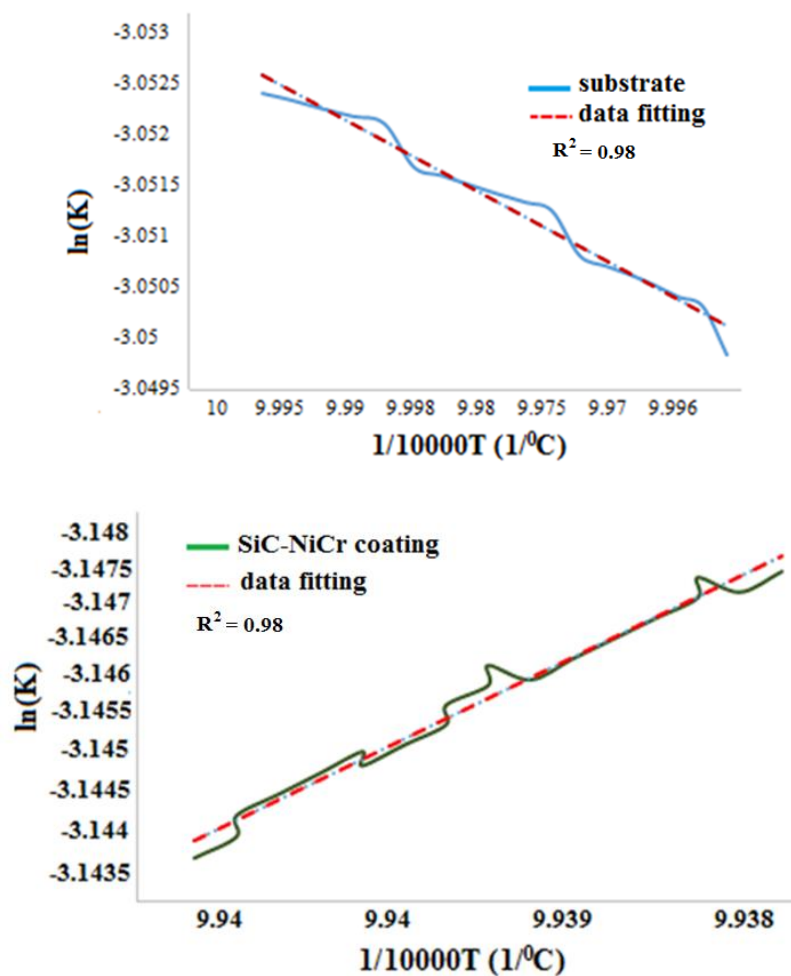 -3.053
-3.0525
-3.052
-3.0515
-3.051
-3.0505
-3.05
-3.0495
ln(K)
substrate
data fitting
R² = 0.98
10 9.995 9.99 9.998 9.98 9.975 9.97 9.996
1/10000T (1/⁰C)
-3.148
-3.1475
-3.147
-3.1465
-3.146
-3.1455
-3.145
-3.1445
-3.144
-3.1435
ln(K)
SiC-NiCr coating
data fitting
R² = 0.98
9.94 9.94 9.939 9.938
1/10000T (1/⁰C)